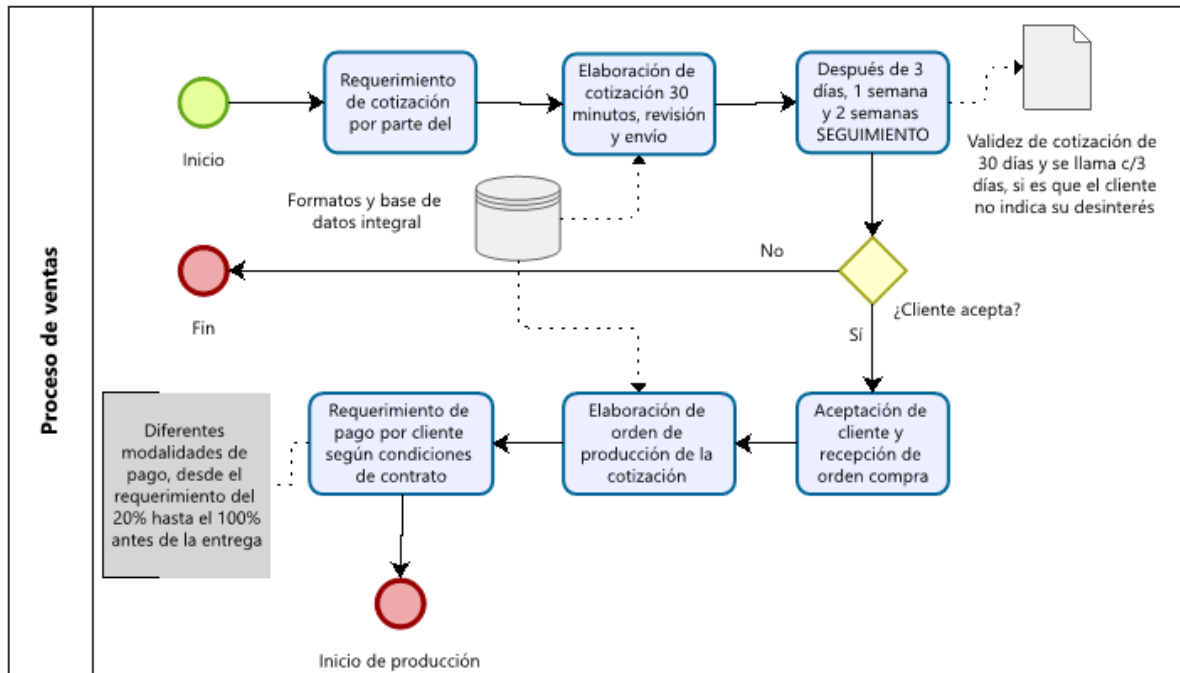 Proceso de ventas
Inicio
Requerimiento
de cotización
por parte del
Elaboración de
cotización 30
minutos, revisión
y envío
Después de 3
días, 1 semana
y 2 semanas
SEGUIMIENTO
Validez de cotización de
30 días y se llama c/3
días, si es que el cliente
no indica su desinterés
Formatos y base de
datos integral
No
Fin
¿Cliente acepta?
Sí
Diferentes
modalidades de
pago, desde el
requerimiento del
20% hasta el 100%
antes de la entrega
Requerimiento de
pago por cliente
según condiciones
de contrato
Elaboración de
orden de
producción de la
cotización
Aceptación de
cliente y
recepción de
orden compra
Inicio de producción